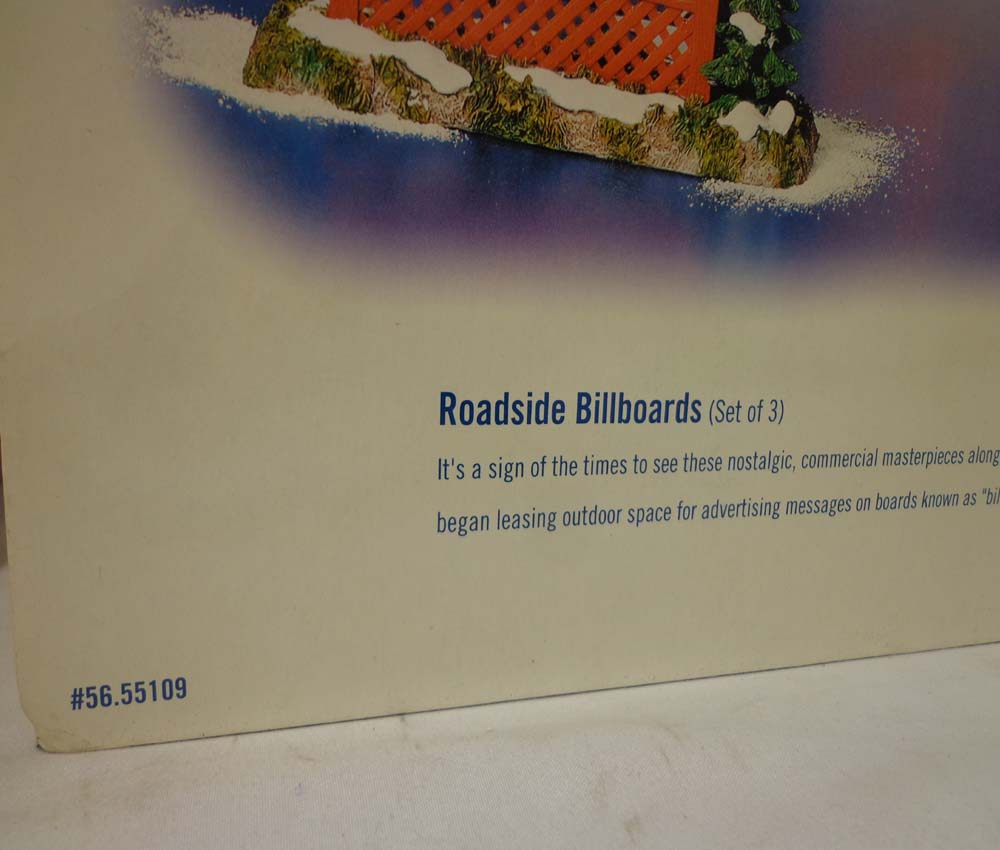 Roadside Billboards (Set of 3)
It's a sign of the times to see these nostalgic, commercial masterpieces along
began leasing outdoor space for advertising messages on boards known as "bil
#56.55109